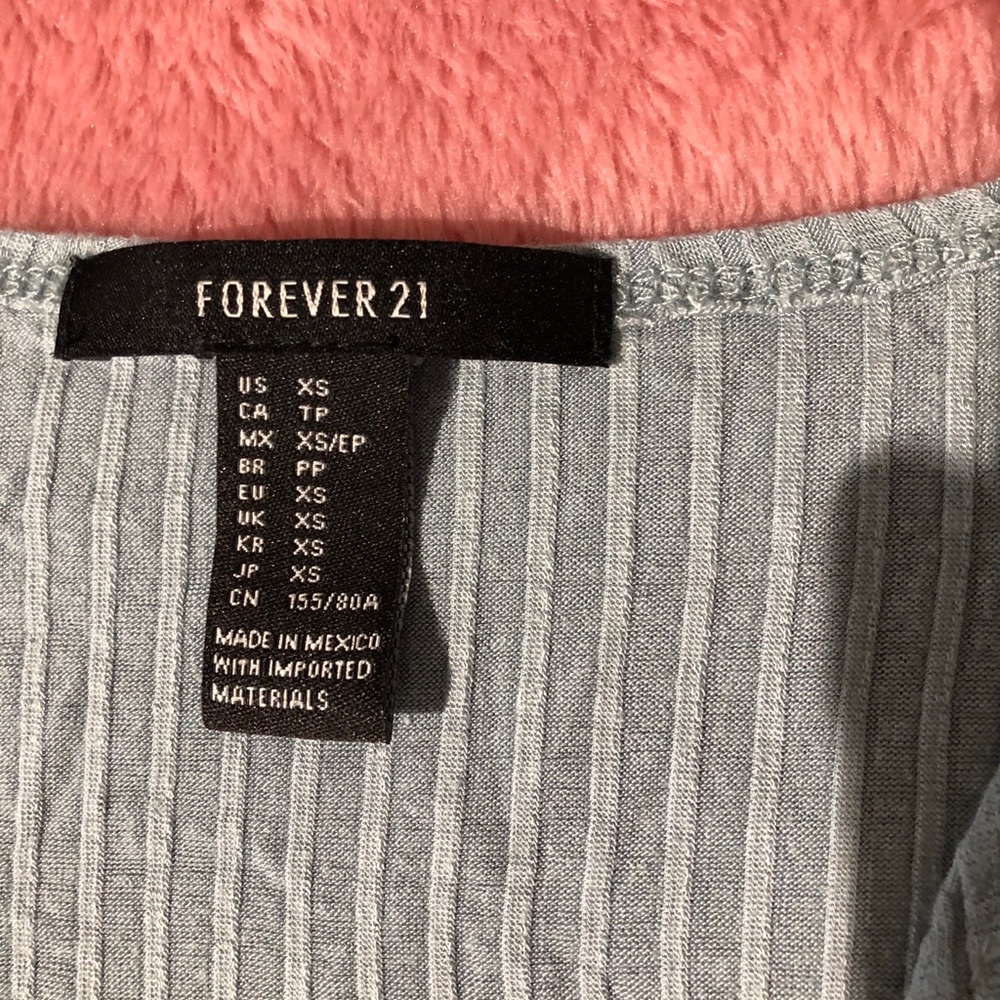 FOREVER 21
US XS
CA TP
MX XS/EP
BR PP
EU XS
UK XS
KR XS
JP XS
CN 155/80A
MADE IN MEXICO
WITH IMPORTED
MATERIALS